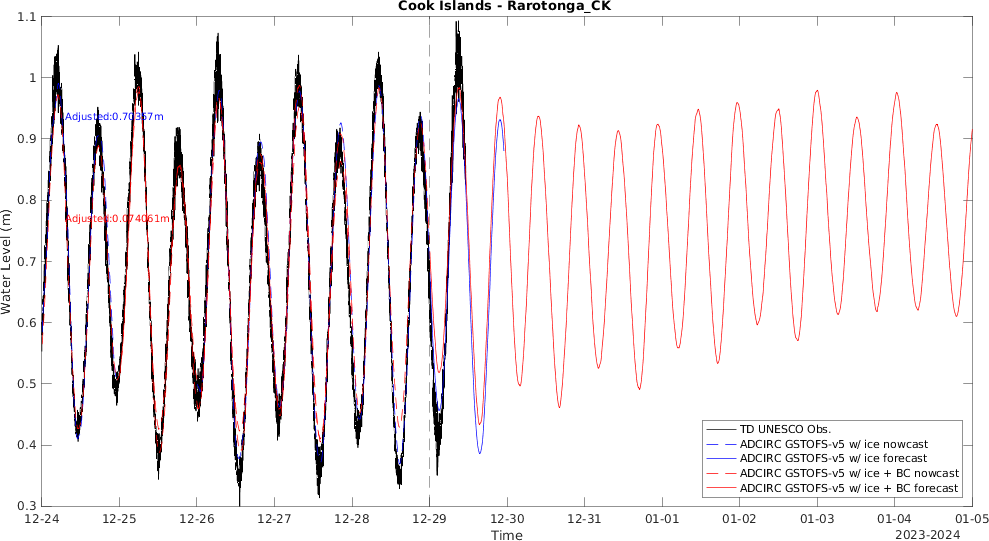 Cook Islands - Rarotonga_CK
1.1
1
0.9
0.8
0.7
0.6
0.5
0.4
0.3
Water Level (m)
Adjusted:0.70367m
Adjusted:0.074061m
TD UNESCO Obs.
ADCIRC GSTOFS-v5 w/ ice nowcast
ADCIRC GSTOFS-v5 w/ ice forecast
ADCIRC GSTOFS-v5 w/ ice + BC nowcast
ADCIRC GSTOFS-v5 w/ ice + BC forecast
12-24 12-25 12-26 12-27 12-28 12-29 12-30 12-31 01-01 01-02 01-03 01-04 01-05
Time
2023-2024